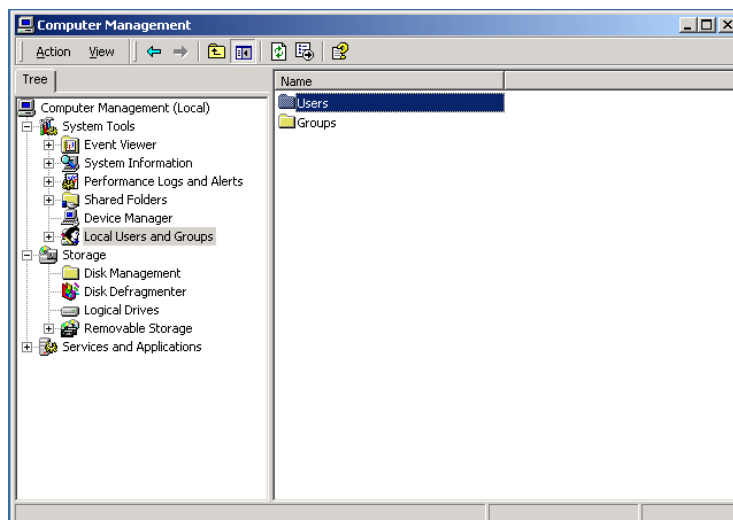 Computer Management
Action View
Tree
Name
Computer Management (Local)
System Tools
Event Viewer
System Information
Performance Logs and Alerts
Shared Folders
Device Manager
Local Users and Groups
Storage
Disk Management
Disk Defragmenter
Logical Drives
Removable Storage
Services and Applications
Users
Groups